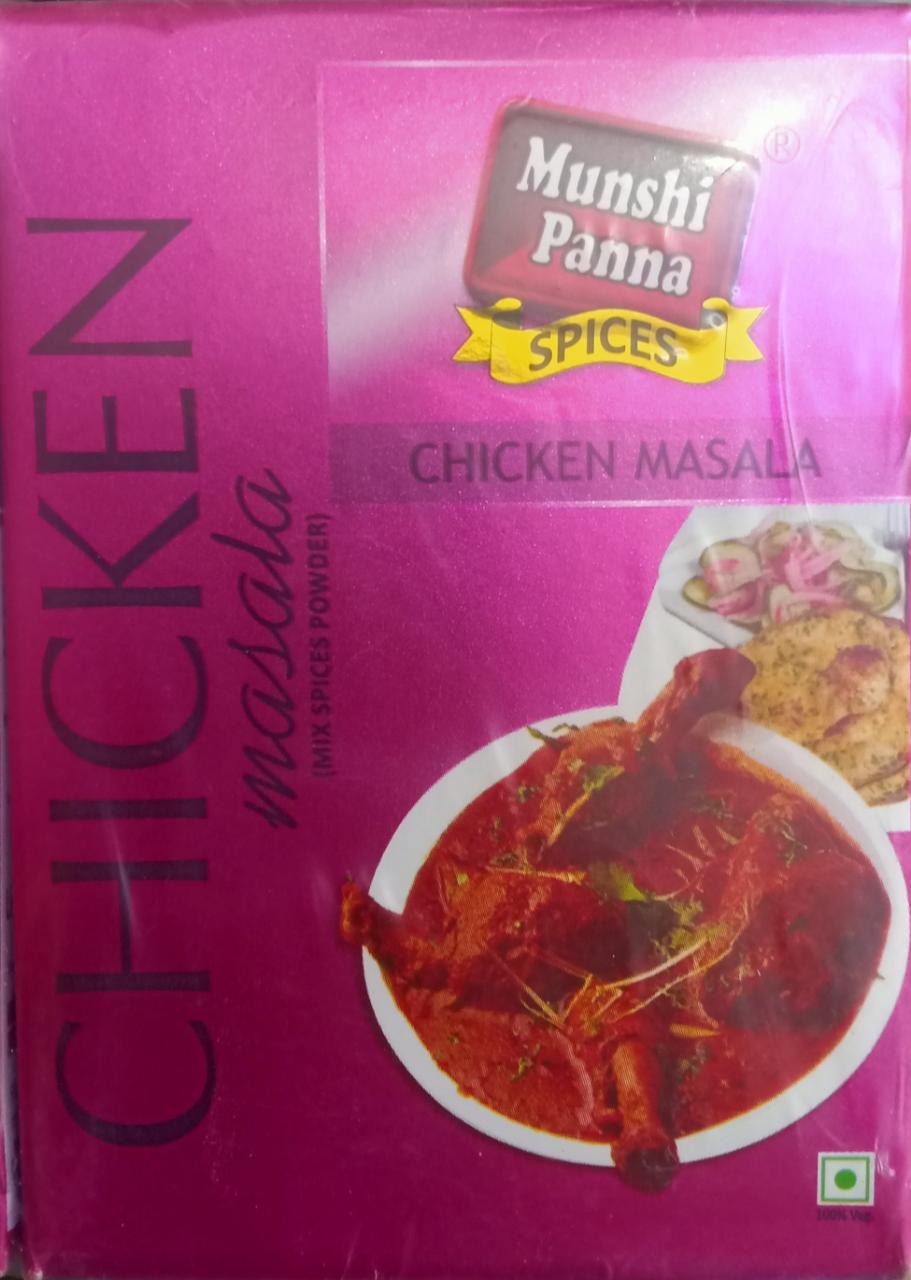 Munshi
Panna
®
SPICES
CHICKEN MASALA
CHICKEN
masala
(MIX SPICES POWDER)
100% Veg.